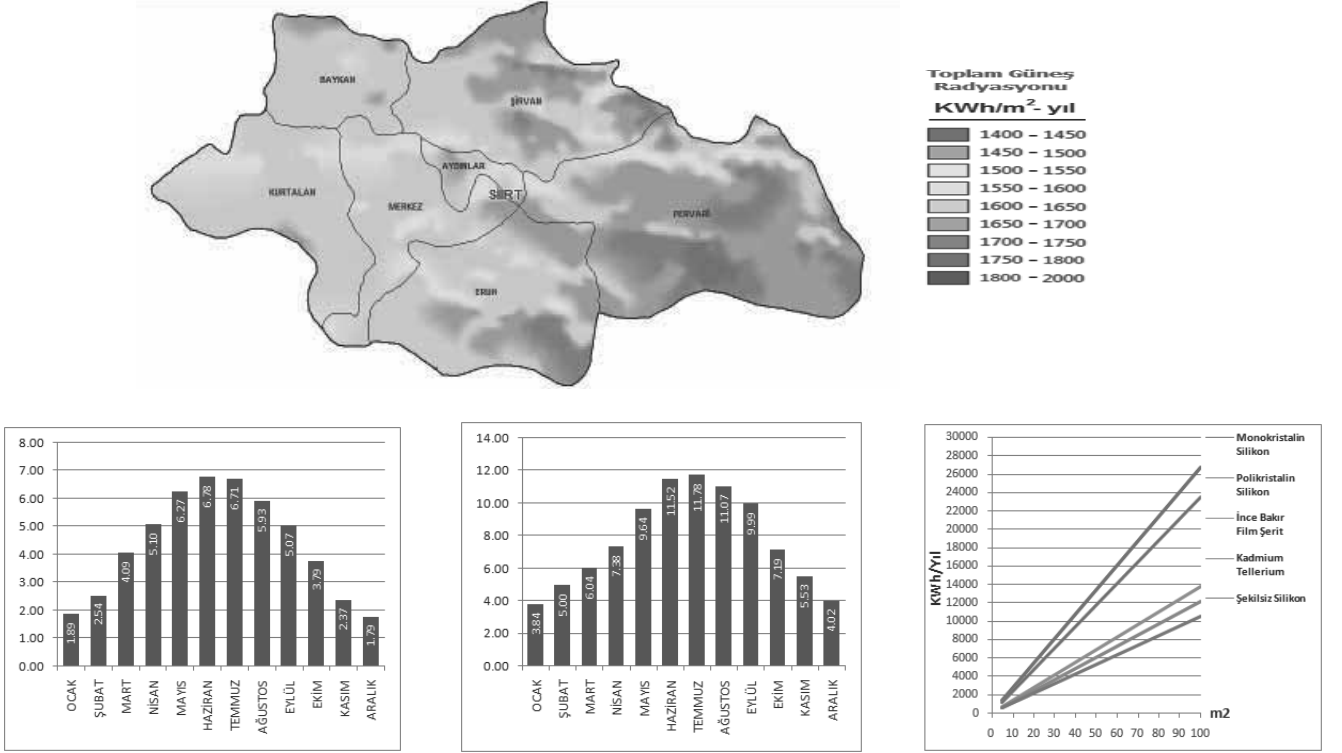 BAYKAN
ŞİRVAN
AYDINLAR
KURTALAN
MERKEZ
SİİRT
PERVARİ
ERUH
Toplam Güneş
Radyasyonu
KWh/m²- yıl
1400 – 1450
1450 – 1500
1500 – 1550
1550 – 1600
1600 – 1650
1650 – 1700
1700 – 1750
1750 – 1800
1800 – 2000
8.00
7.00
6.00
5.00
4.00
3.00
2.00
1.00
0.00
1.89
2.54
4.09
5.10
6.27
6.78
6.71
5.93
5.07
3.79
2.37
1.79
OCAK
ŞUBAT
MART
NİSAN
MAYIS
HAZİRAN
TEMMUZ
AĞUSTOS
EYLÜL
EKİM
KASIM
ARALIK
14.00
12.00
10.00
8.00
6.00
4.00
2.00
0.00
3.84
5.00
6.04
7.38
9.64
11.52
11.78
11.07
9.99
7.19
5.53
4.02
OCAK
ŞUBAT
MART
NİSAN
MAYIS
HAZİRAN
TEMMUZ
AĞUSTOS
EYLÜL
EKİM
KASIM
ARALIK
KWh/Yıl
30000
28000
26000
24000
22000
20000
18000
16000
14000
12000
10000
8000
6000
4000
2000
0
0 10 20 30 40 50 60 70 80 90 100
m2
Monokristalin
Silikon
Polikristalin
Silikon
İnce Bakır
Film Şerit
Kadmium
Tellerium
Şekilsiz Silikon